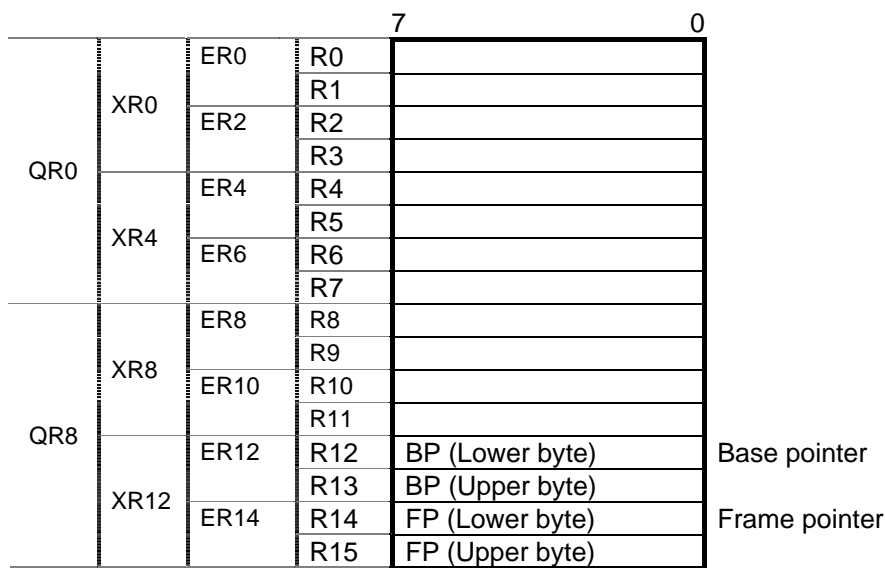 7 0
ER0 R0
R1
XR0
ER2 R2
R3
QR0
ER4 R4
R5
XR4
ER6 R6
R7
ER8 R8
R9
XR8
ER10 R10
R11
QR8
ER12 R12 BP (Lower byte) Base pointer
R13 BP (Upper byte)
XR12
ER14 R14 FP (Lower byte) Frame pointer
R15 FP (Upper byte)